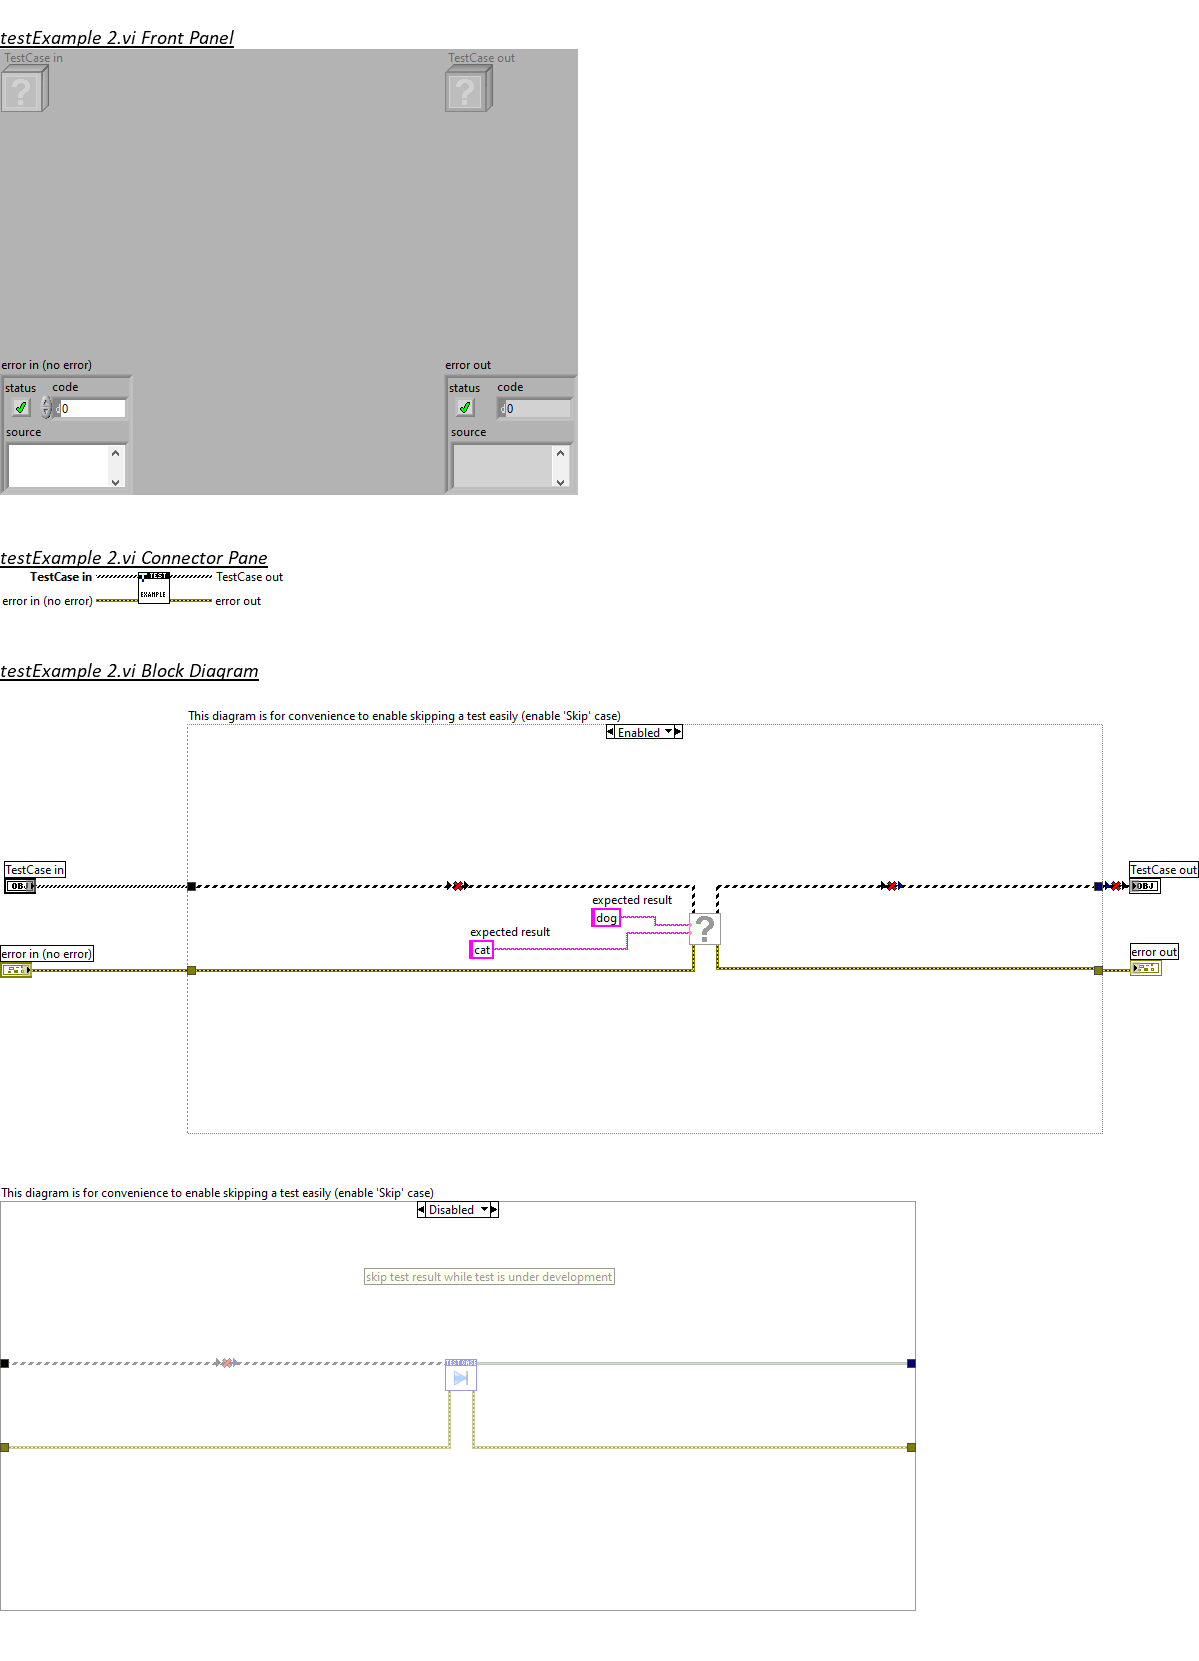 testExample 2.vi Front Panel
TestCase in
TestCase out
?
?
error in (no error)
error out
status
code
status
code
d
0
d
0
source
source
testExample 2.vi Connector Pane
TestCase in
TEST
TestCase out
EXAMPLE
error in (no error)
error out
testExample 2.vi Block Diagram
This diagram is for convenience to enable skipping a test easily (enable 'Skip' case)
Enabled
TestCase in
TestCase out
OBJ
OBJ
expected result
dog
?
expected result
cat
error in (no error)
error out
This diagram is for convenience to enable skipping a test easily (enable 'Skip' case)
Disabled
skip test result while test is under development
TEST CASE